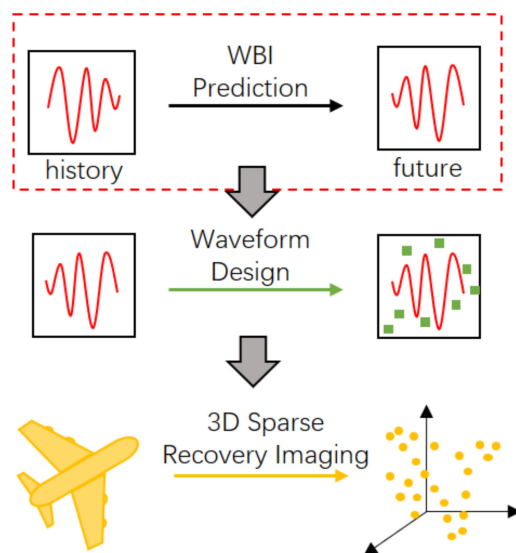 WBI
Prediction
history
future
Waveform
Design
3D Sparse
Recovery Imaging